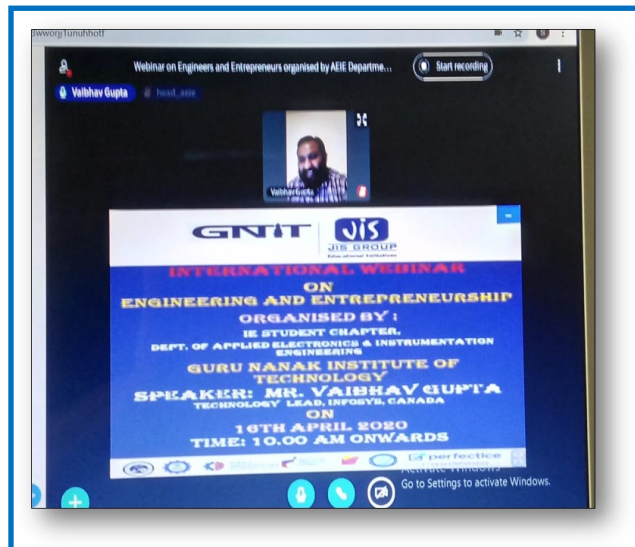 Webinar on Engineers and Entrepreneurs organised by AEIE Departme...
Start recording
Vaibhav Gupta
head_aeie
Vaibhav Gupta
GNIT
JIS
JIS GROUP
Educational Initiatives
INTERNATIONAL WEBINAR
ON
ENGINEERING AND ENTREPRENEURSHIP
ORGANISED BY :
IE STUDENT CHAPTER,
DEPT. OF APPLIED ELECTRONICS & INSTRUMENTATION
ENGINEERING
GURU NANAK INSTITUTE OF
TECHNOLOGY
SPEAKER: MR. VAIBHAV GUPTA
TECHNOLOGY LEAD, INFOSYS, CANADA
ON
16TH APRIL 2020
TIME: 10.00 AM ONWARDS
perfectice
Activate Windows
Go to Settings to activate Windows.